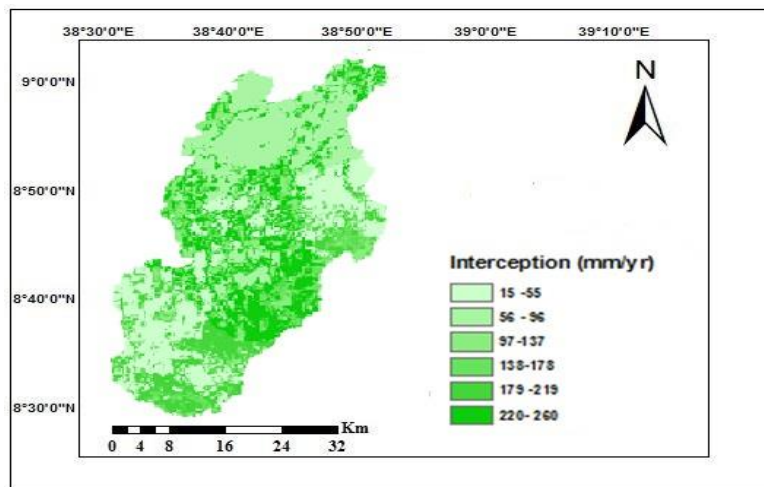 38°30'0"E 38°40'0"E 38°50'0"E 39°0'0"E 39°10'0"E
N
9°0'0"N
8°50'0"N
8°40'0"N
8°30'0"N
Interception (mm/yr)
15 -55
56 - 96
97-137
138-178
179 -219
220- 260
Km
0 4 8 16 24 32